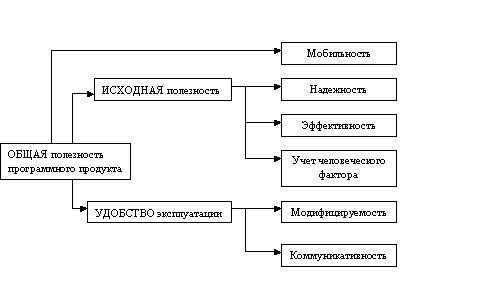 Мобильность
ИСХОДНАЯ полезность
Надежность
Эффективность
ОБЩАЯ полезность
программного продукта
Учет человеческого
фактора
УДОБСТВО эксплуатации
Модифицируемость
Коммуникативность